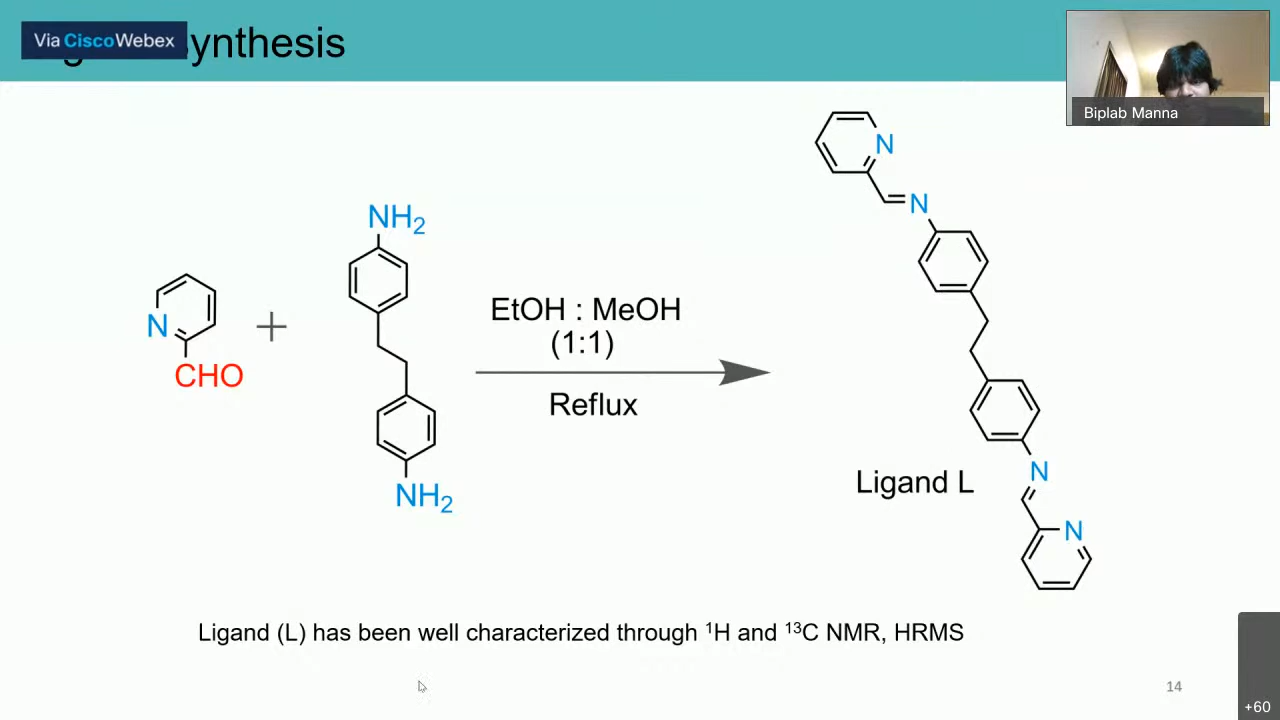 Via Cisco Webex
ynthesis
Biplab Manna
N
N
NH2
N
CHO
+
EtOH : MeOH
(1:1)
Reflux
NH2
Ligand L
N
N
Ligand (L) has been well characterized through ¹H and ¹³C NMR, HRMS
14
+60